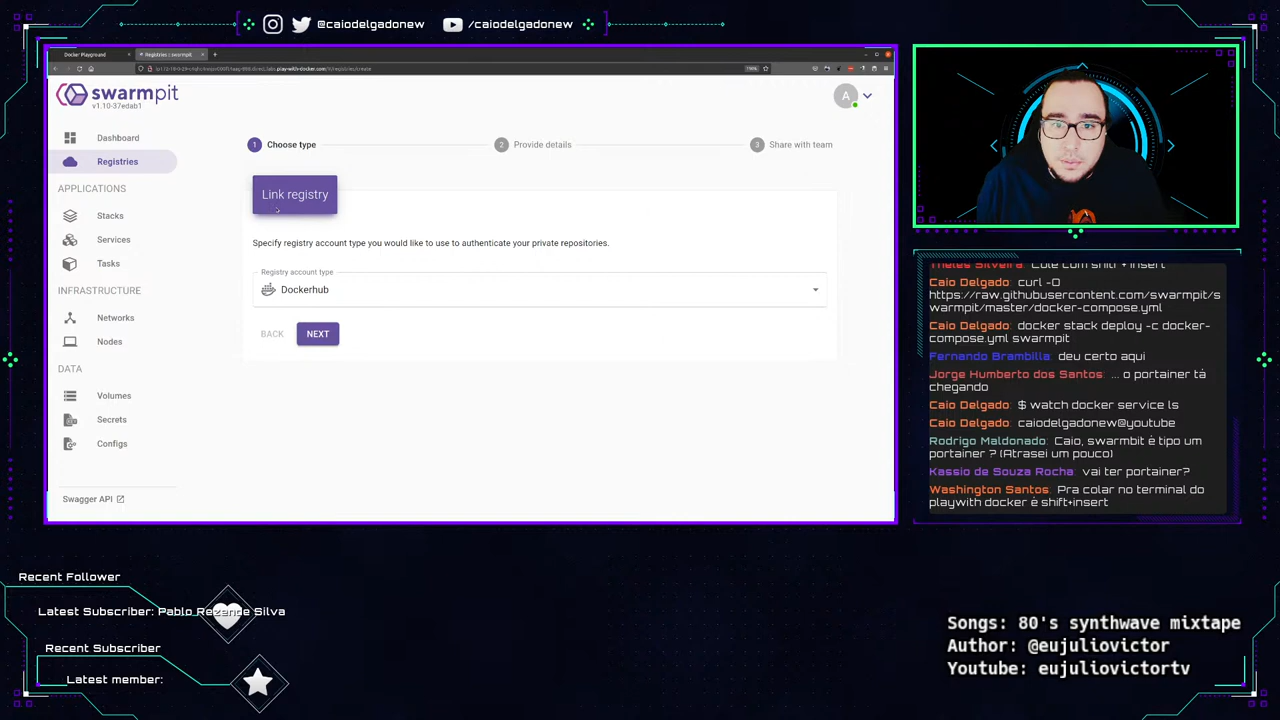 @caiodelgadonew
/caiodelgadonew
Docker Playground
Registries :: swarmpit
swarmpit
v1.10-37edab1
A
Dashboard
Registries
APPLICATIONS
Stacks
Services
Tasks
INFRASTRUCTURE
Networks
Nodes
DATA
Volumes
Secrets
Configs
Swagger API
1 Choose type
2 Provide details
3 Share with team
Link registry
Specify registry account type you would like to use to authenticate your private repositories.
Registry account type
Dockerhub
BACK
NEXT
Caio Delgado: curl -O
https://raw.githubusercontent.com/swarmpit/s
warmpit/master/docker-compose.yml
Caio Delgado: docker stack deploy -c docker-
compose.yml swarmpit
Fernando Brambilla: deu certo aqui
Jorge Humberto dos Santos: ... o portainer tá
chegando
Caio Delgado: $ watch docker service ls
Caio Delgado: caiodelgadonew@youtube
Rodrigo Maldonado: Caio, swarmbit è tipo um
portainer ? (Atrasei um pouco)
Kassio de Souza Rocha: vai ter portainer?
Washington Santos: Pra colar no terminal do
playwith docker è shift+insert
Recent Follower
Latest Subscriber: Pablo Rezende Silva
Recent Subscriber
Latest member:
Songs: 80's synthwave mixtape
Author: @eujuliovictor
Youtube: eujuliovictortv